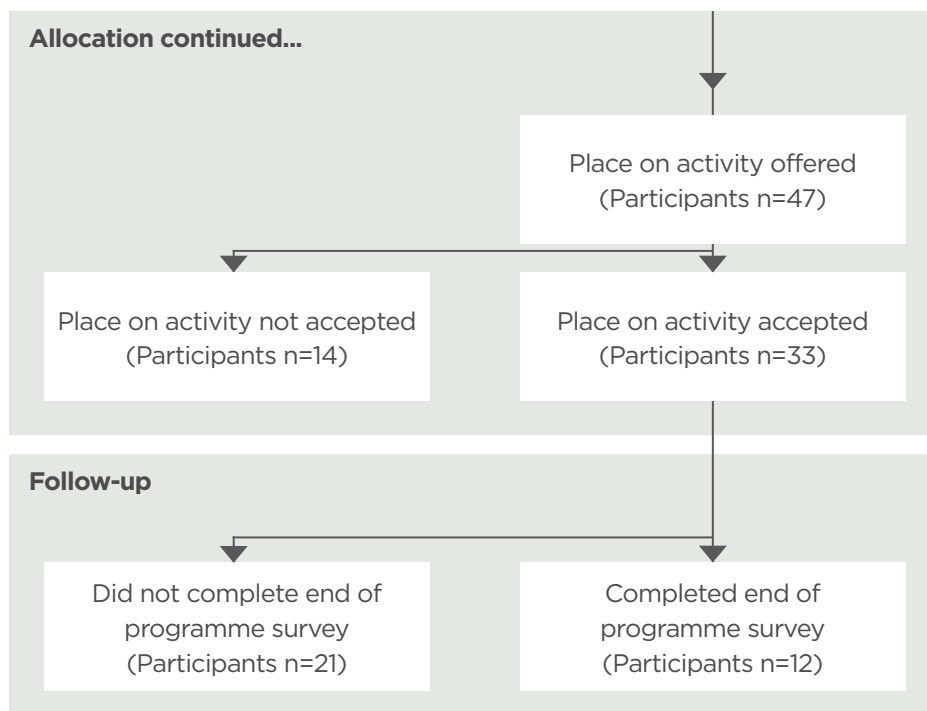 Allocation continued...
Place on activity offered
(Participants n=47)
Place on activity not accepted
(Participants n=14)
Place on activity accepted
(Participants n=33)
Follow-up
Did not complete end of
programme survey
(Participants n=21)
Completed end of
programme survey
(Participants n=12)